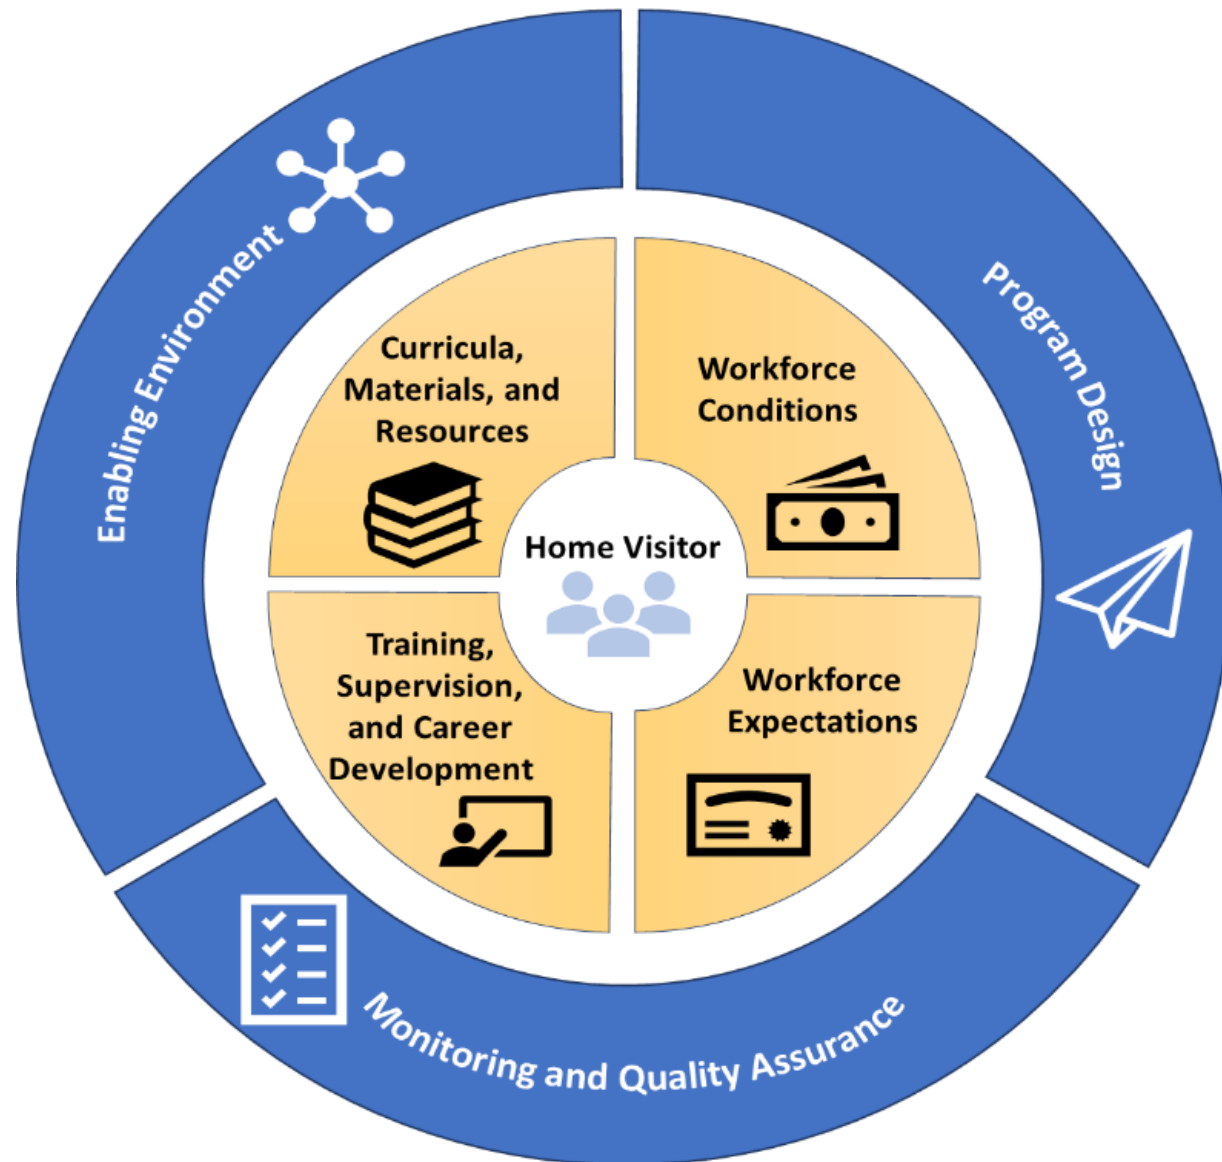 Enabling Environment
Program Design
Curricula,
Materials, and
Resources
Workforce
Conditions
Home Visitor
Training,
Supervision,
and Career
Development
Workforce
Expectations
Monitoring and Quality Assurance